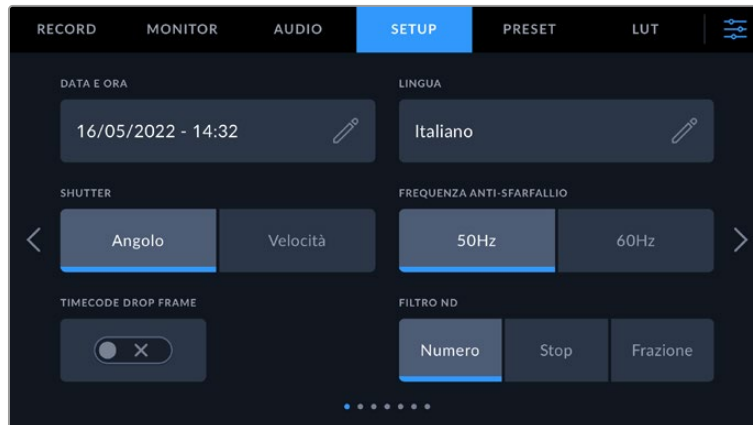 RECORD MONITOR AUDIO SETUP PRESET LUT
DATA E ORA LINGUA
16/05/2022 - 14:32 Italiano
SHUTTER FREQUENZA ANTI-SFARFALLIO
Angolo Velocità 50Hz 60Hz
TIMECODE DROP FRAME FILTRO ND
Numero Stop Frazione